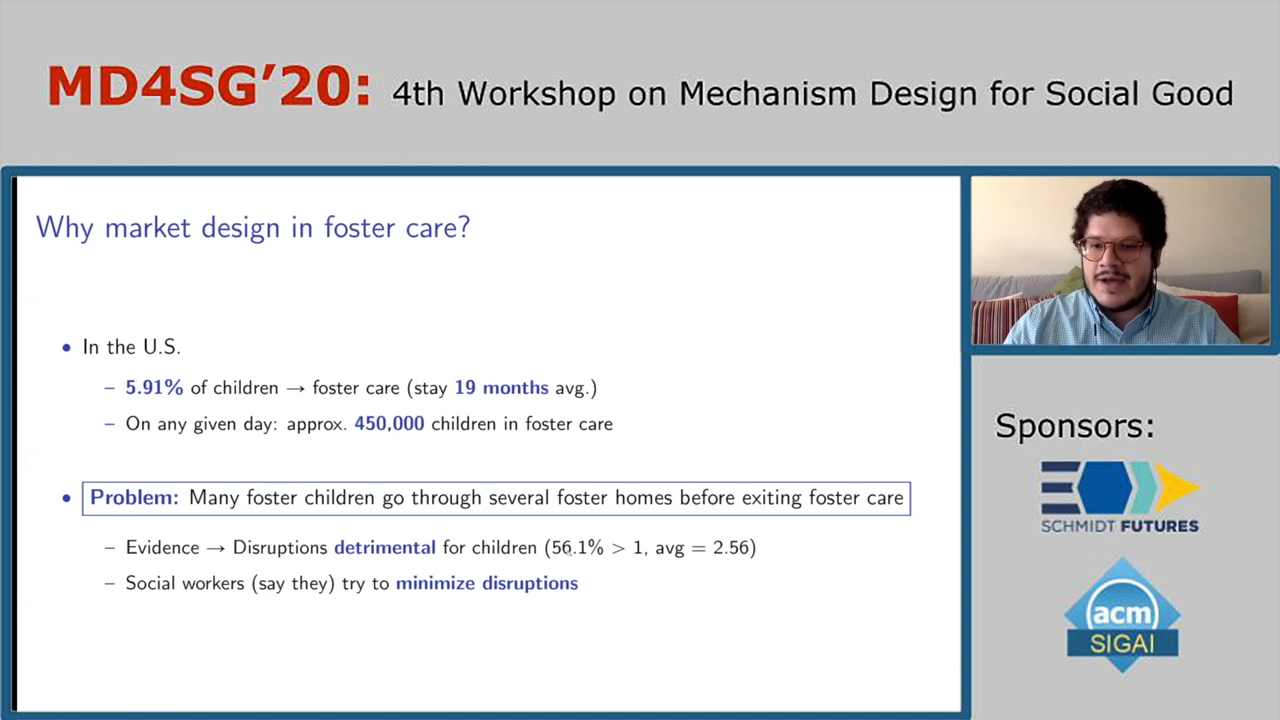 MD4SG'20: 4th Workshop on Mechanism Design for Social Good
Why market design in foster care?
• In the U.S.
– 5.91% of children → foster care (stay 19 months avg.)
– On any given day: approx. 450,000 children in foster care
• Problem: Many foster children go through several foster homes before exiting foster care
– Evidence → Disruptions detrimental for children (56.1% > 1, avg = 2.56)
– Social workers (say they) try to minimize disruptions
Sponsors:
SCHMIDT FUTURES
acm
SIGAI